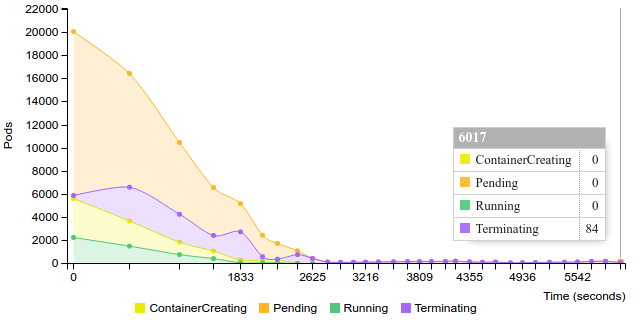 22000
20000
18000
16000
14000
12000
10000
8000
6000
4000
2000
0
Pods
6017
ContainerCreating 0
Pending 0
Running 0
Terminating 84
0 1833 2625 3216 3809 4355 4936 5542
Time (seconds)
ContainerCreating Pending Running Terminating